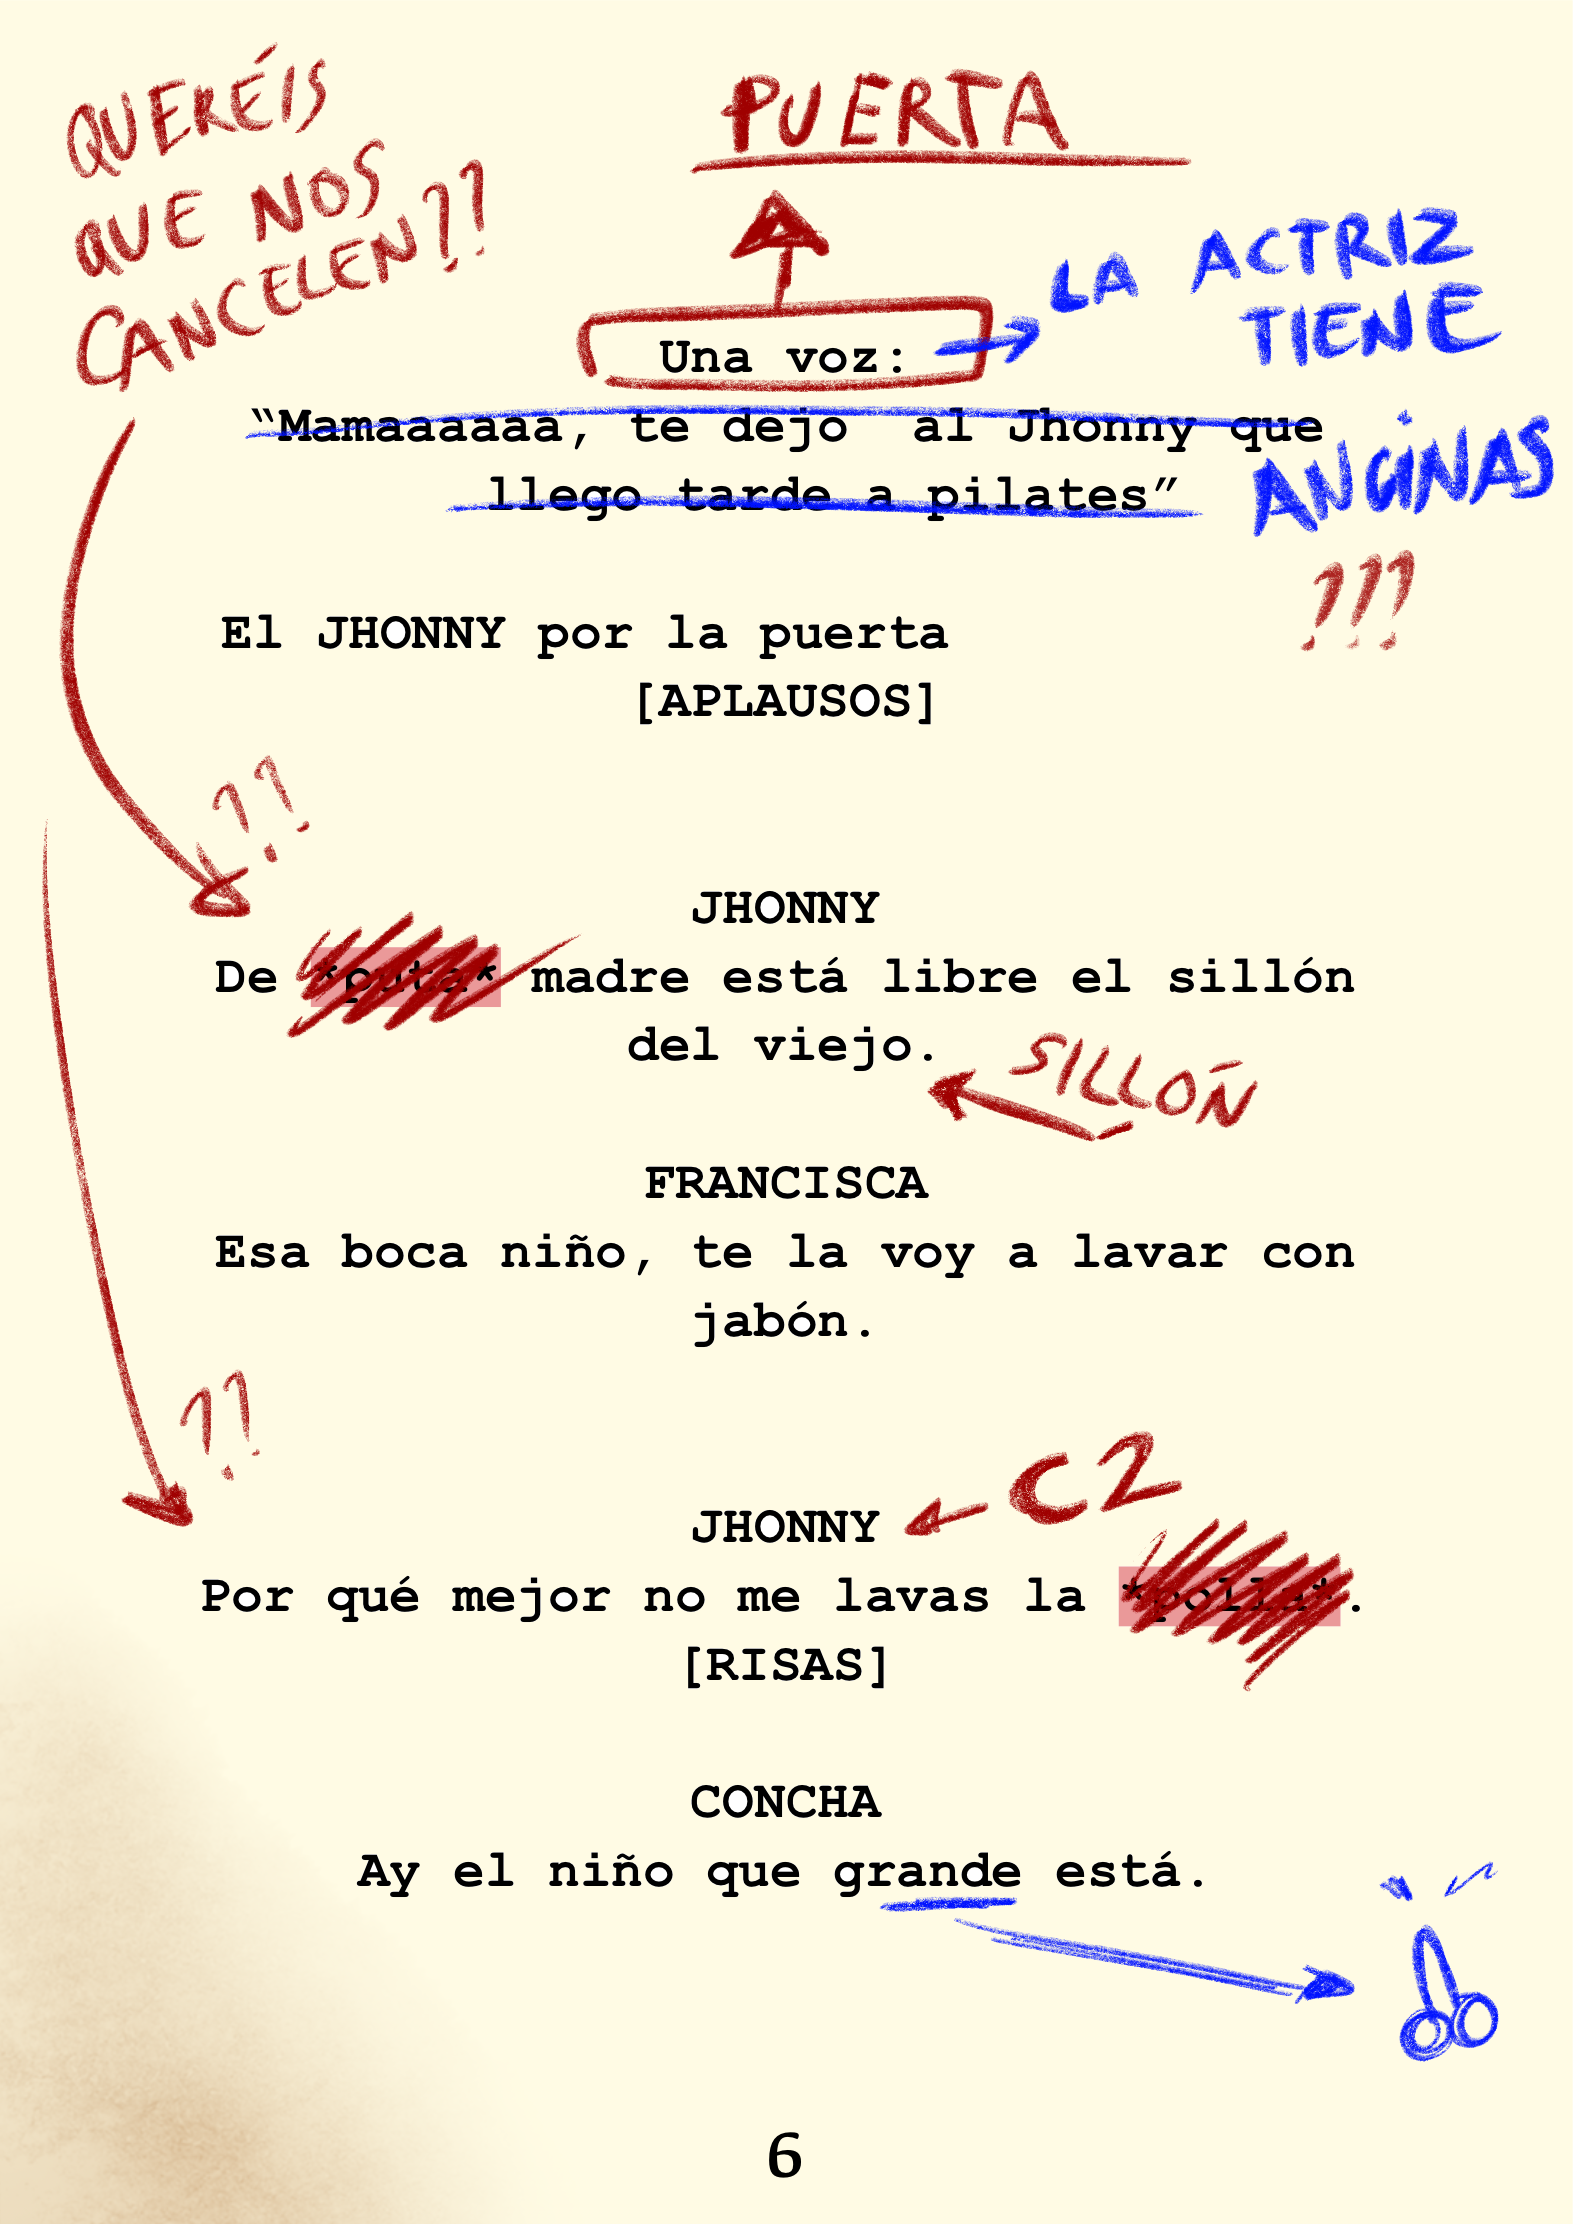 QUERÉIS
QUE NOS
CANCELEN??
PUERTA
LA ACTRIZ
TIENE
ANGINAS
???
Una voz:
“Mamaaaaaa, te dejo al Jhonny que
llego tarde a pilates”
El JHONNY por la puerta
[APLAUSOS]
??
JHONNY
De *puta* madre está libre el sillón
del viejo.
SILLÓN
FRANCISCA
Esa boca niño, te la voy a lavar con
jabón.
??
JHONNY
C2
Por qué mejor no me lavas la *polla*.
[RISAS]
CONCHA
Ay el niño que grande está.
6